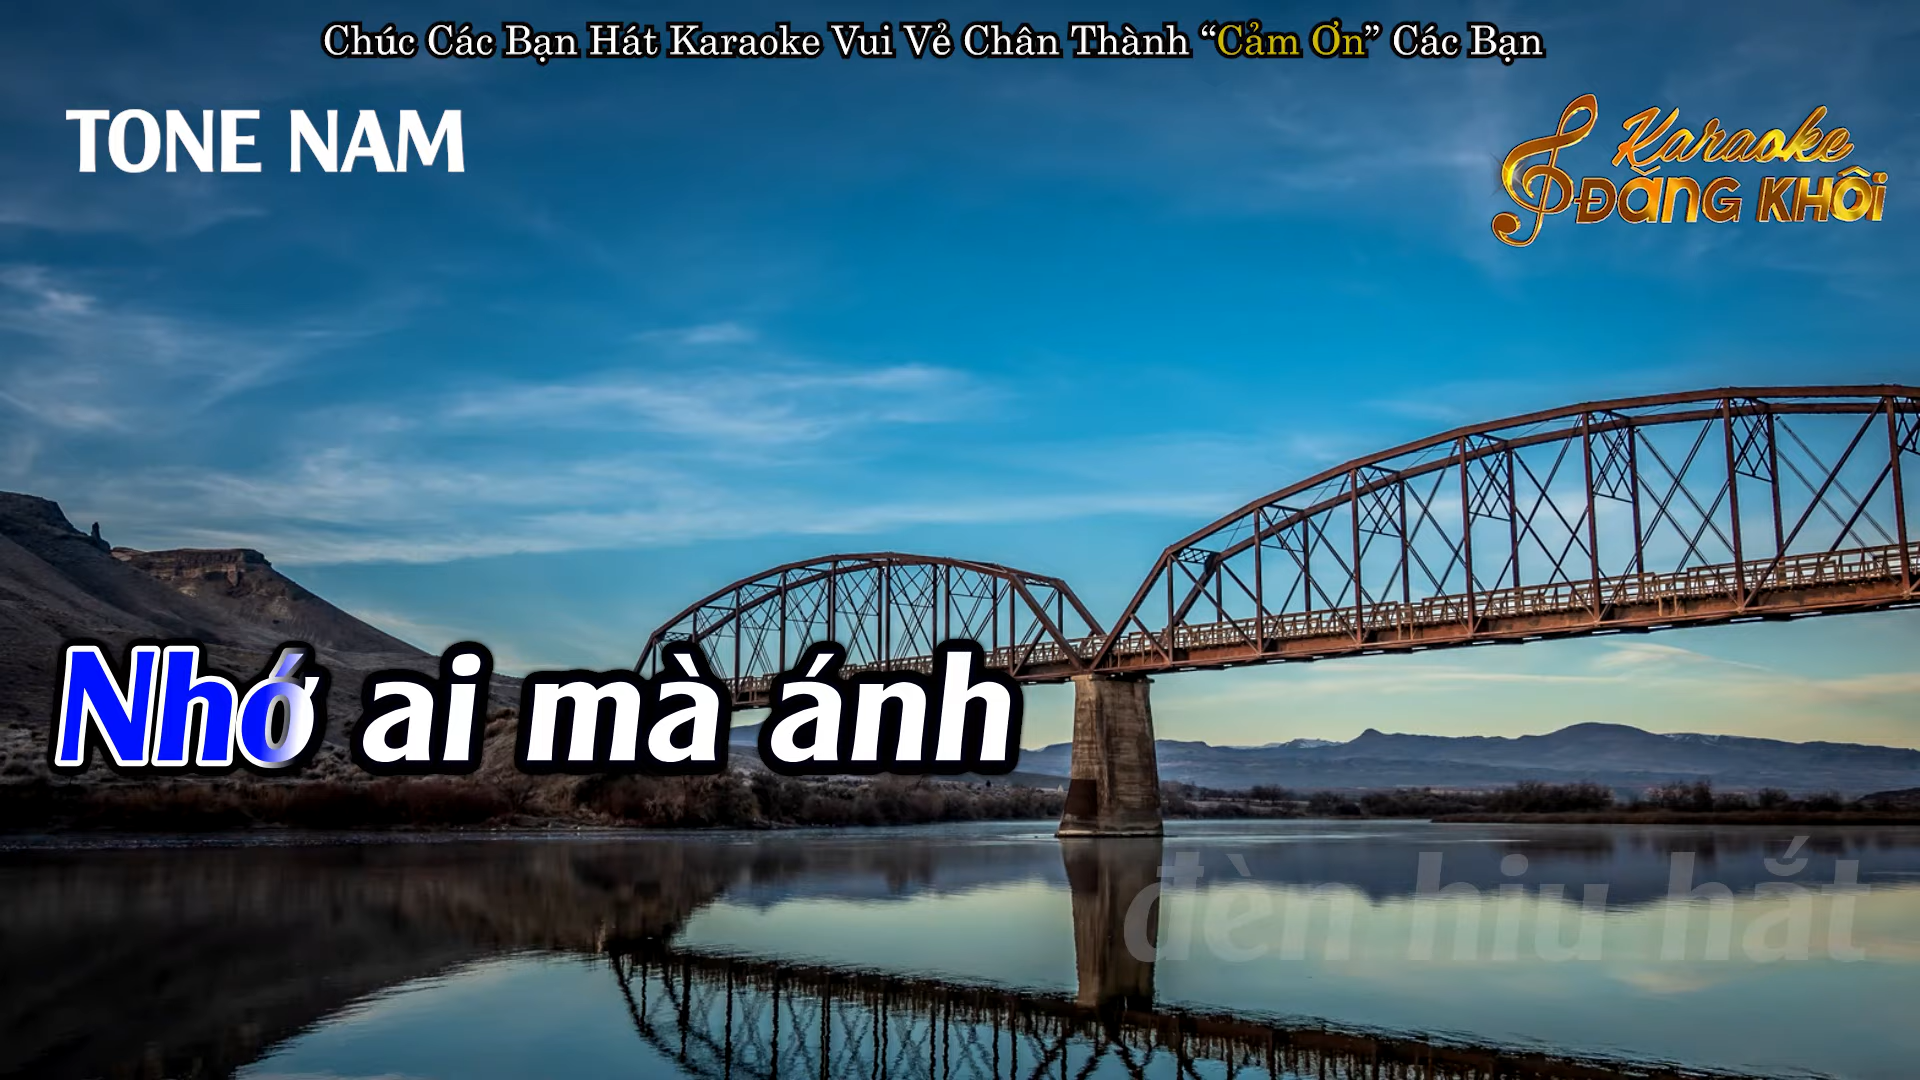 Chúc Các Bạn Hát Karaoke Vui Vẻ Chân Thành “Cảm Ơn” Các Bạn
TONE NAM
Karaoke
ĐĂNG KHÔI
Nhớ ai mà ánh
đèn hiu hắt